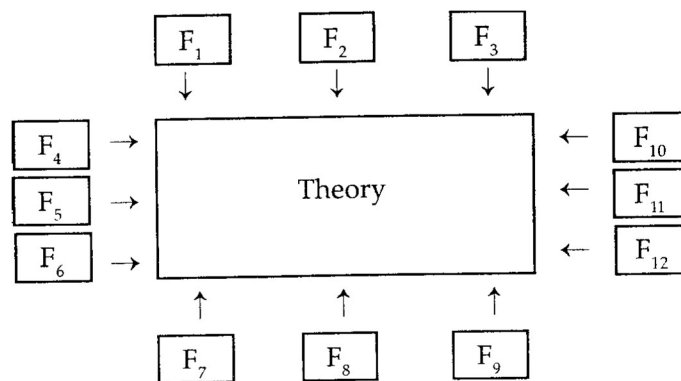 F₁ F₂ F₃
F₄ F₁₀
F₅ Theory F₁₁
F₆ F₁₂
F₇ F₈ F₉